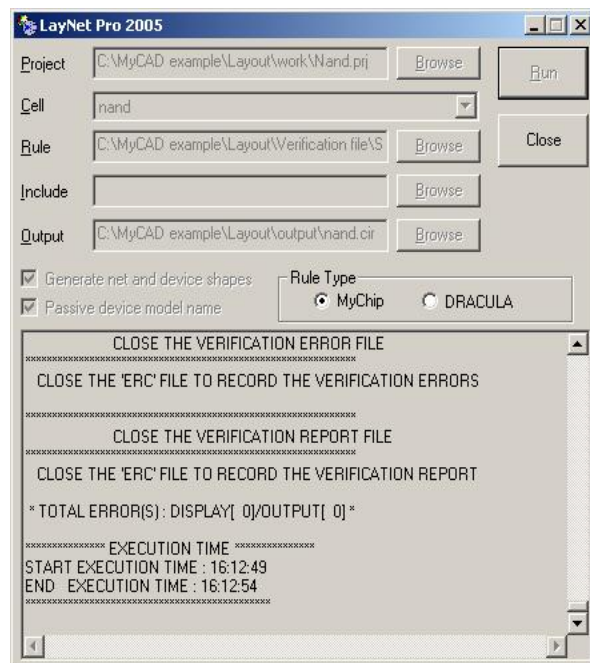 LayNet Pro 2005
Project C:\MyCAD example\Layout\work\Nand.prj Browse Run
Cell nand
Rule C:\MyCAD example\Layout\Verification file\S Browse Close
Include Browse
Output C:\MyCAD example\Layout\output\nand.cir Browse
Generate net and device shapes
Passive device model name
Rule Type
MyChip DRACULA
CLOSE THE VERIFICATION ERROR FILE
****************************************************************
CLOSE THE 'ERC' FILE TO RECORD THE VERIFICATION ERRORS
****************************************************************
CLOSE THE VERIFICATION REPORT FILE
****************************************************************
CLOSE THE 'ERC' FILE TO RECORD THE VERIFICATION REPORT
* TOTAL ERROR(S) : DISPLAY[ 0]/OUTPUT[ 0] *
*************** EXECUTION TIME ***************
START EXECUTION TIME : 16:12:49
END EXECUTION TIME : 16:12:54
***********************************************